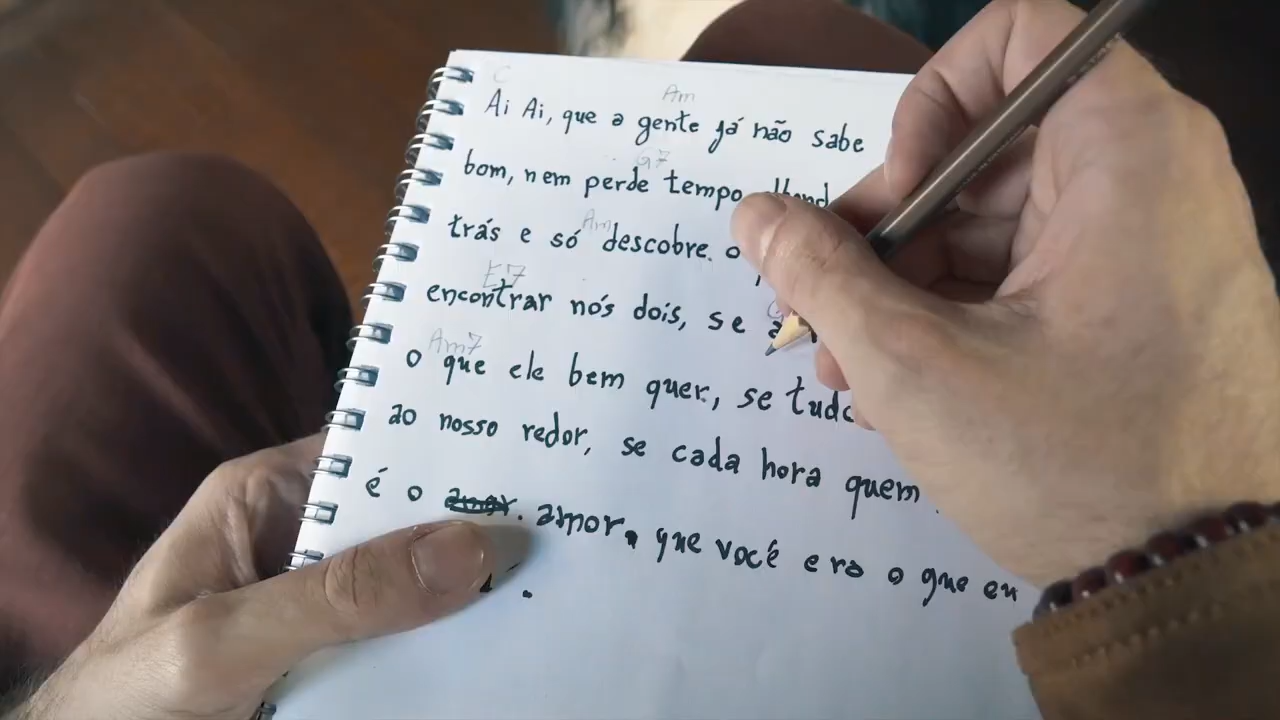 C Am
Ai Ai, que a gente já não sabe
G7
bom, nem perde tempo
Am
trás e só descobre o
E7
encontrar nós dois, se
Am7
o que ele bem quer, se
ao nosso redor, se cada hora quem
é o amor. amor, que você era o que eu